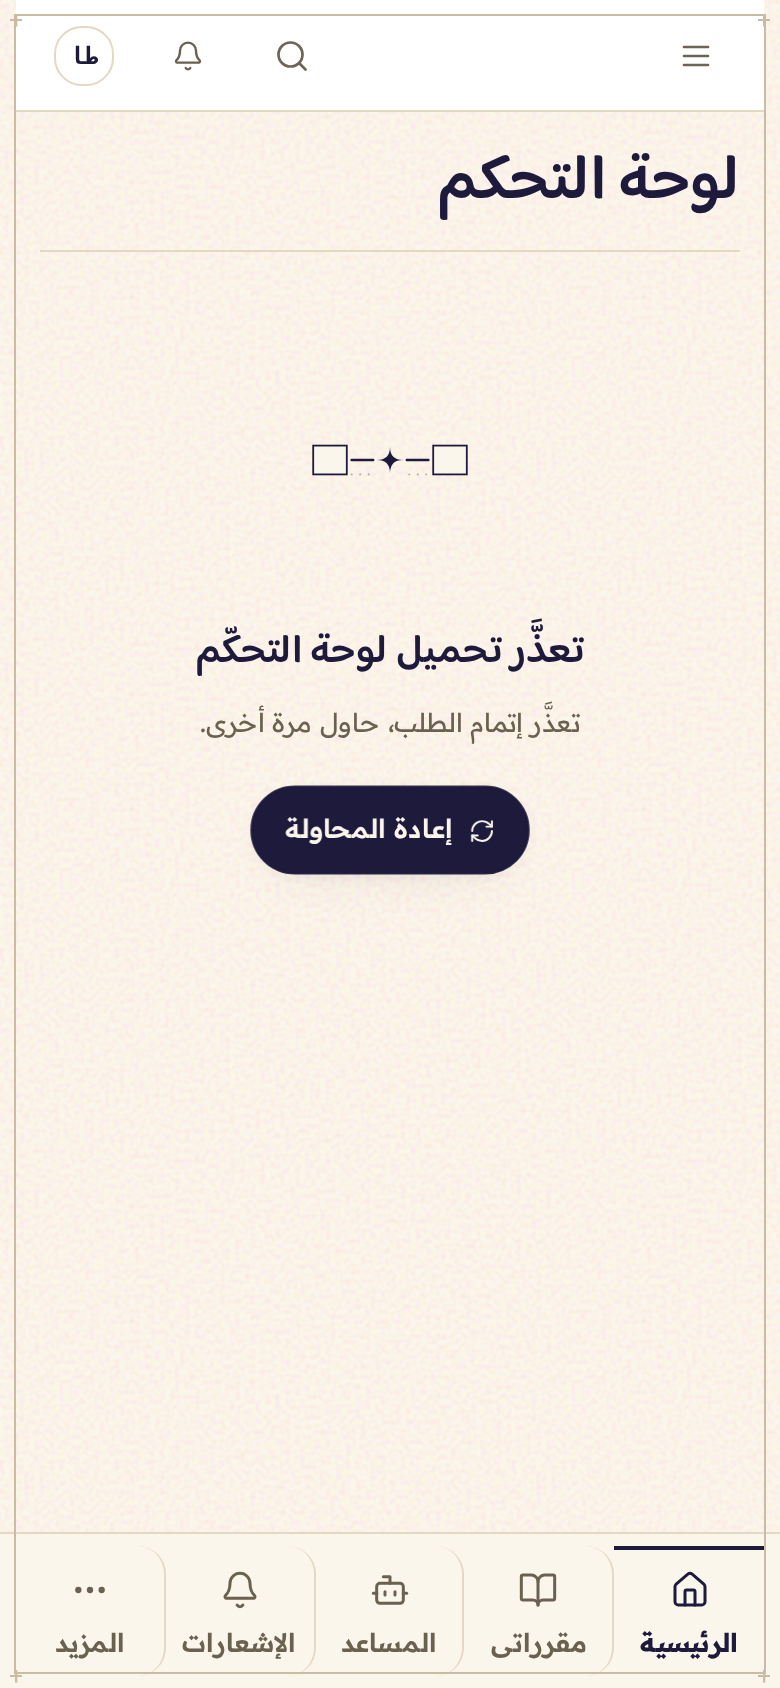 طا
لوحة التحكم
□—✦—□
تعذَّر تحميل لوحة التحكّم
تعذَّر إتمام الطلب، حاول مرة أخرى.
إعادة المحاولة
الرئيسية
مقرراتي
المساعد
الإشعارات
المزيد